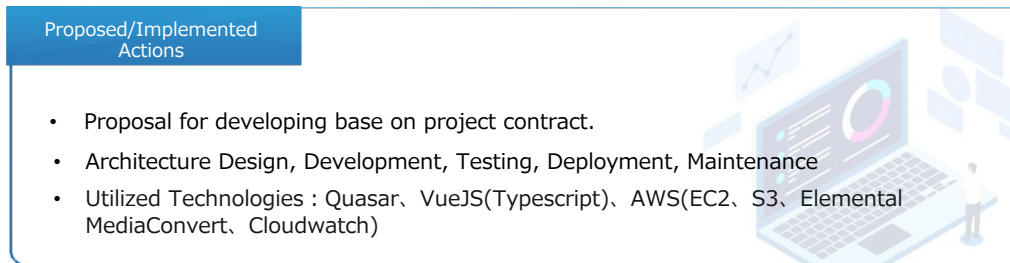 Proposed/Implemented
Actions
• Proposal for developing base on project contract.
• Architecture Design, Development, Testing, Deployment, Maintenance
• Utilized Technologies : Quasar、VueJS(Typescript)、AWS(EC2、S3、Elemental
MediaConvert、Cloudwatch)